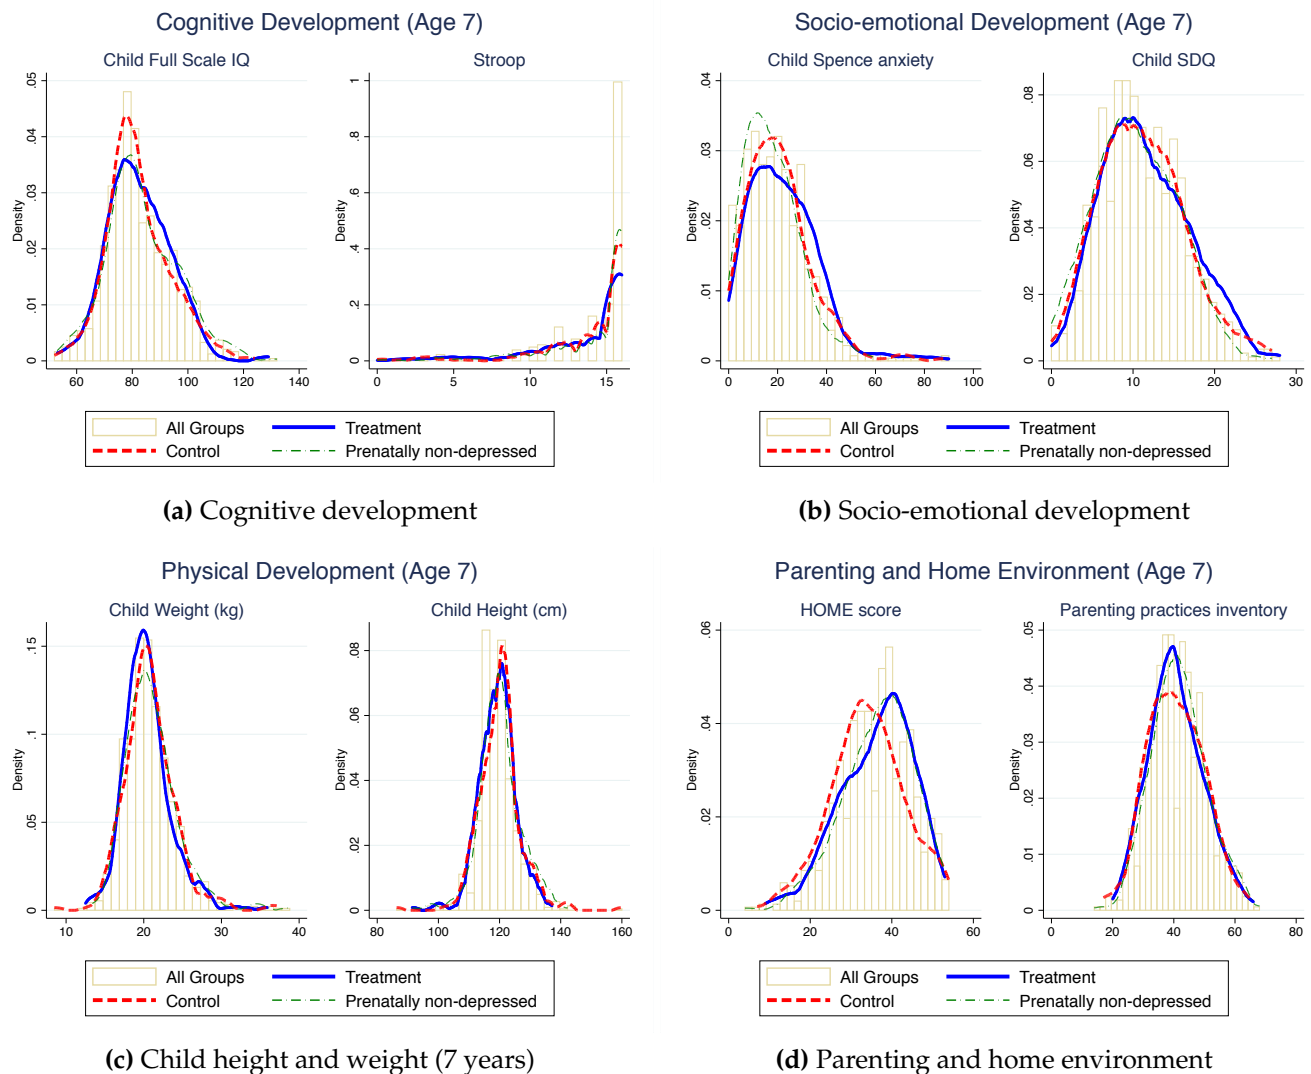 Cognitive Development (Age 7)
Child Full Scale IQ
Stroop
Density
0 .01 .02 .03 .04 .05
60 80 100 120 140
Density
0 .2 .4 .6 .8 1
0 5 10 15
All Groups Treatment
Control Prenatally non-depressed
(a) Cognitive development
Socio-emotional Development (Age 7)
Child Spence anxiety
Child SDQ
Density
0 .01 .02 .03 .04
0 20 40 60 80 100
Density
0 .02 .04 .06 .08
0 10 20 30
All Groups Treatment
Control Prenatally non-depressed
(b) Socio-emotional development
Physical Development (Age 7)
Child Weight (kg)
Child Height (cm)
Density
0 .05 .1 .15
10 20 30 40
Density
0 .02 .04 .06 .08
80 100 120 140 160
All Groups Treatment
Control Prenatally non-depressed
(c) Child height and weight (7 years)
Parenting and Home Environment (Age 7)
HOME score
Parenting practices inventory
Density
0 .02 .04 .06
0 20 40 60
Density
0 .01 .02 .03 .04 .05
0 20 40 60 80
All Groups Treatment
Control Prenatally non-depressed
(d) Parenting and home environment